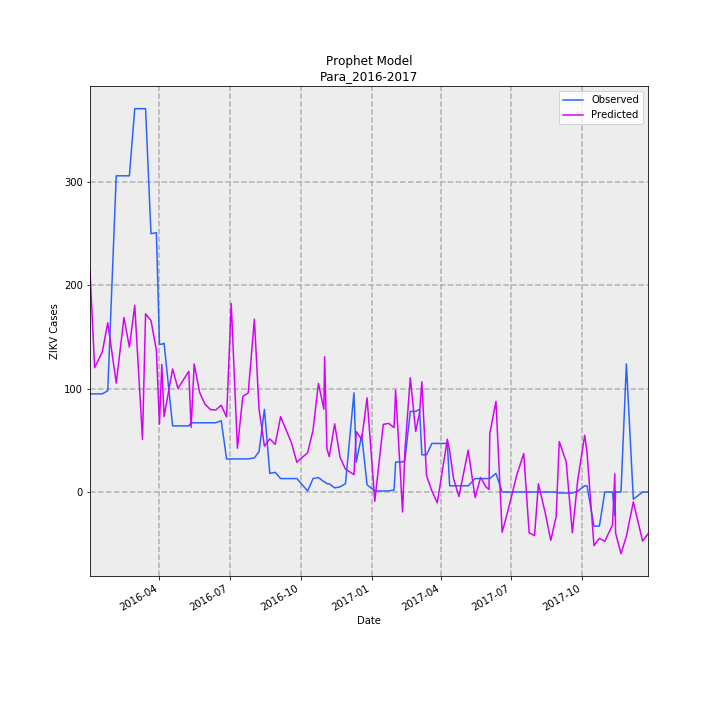 Prophet Model
Para_2016-2017
Observed
Predicted
300
200
100
0
ZIKV Cases
2016-04
2016-07
2016-10
2017-01
2017-04
2017-07
2017-10
Date